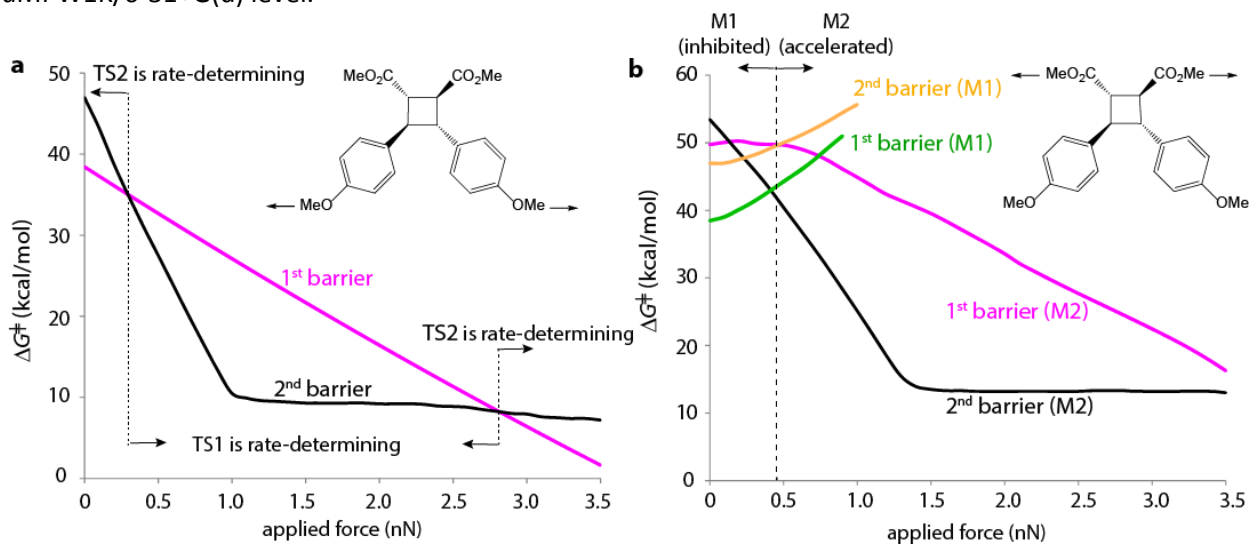 a
50
40
30
20
10
0
ΔG‡ (kcal/mol)
TS2 is rate-determining
MeO₂C
CO₂Me
MeO
OMe
1st barrier
TS2 is rate-determining
2nd barrier
TS1 is rate-determining
0 0.5 1.0 1.5 2.0 2.5 3.0 3.5
applied force (nN)
M1 M2
(inhibited) (accelerated)
b
60
50
40
30
20
10
0
ΔG‡ (kcal/mol)
2nd barrier (M1)
1st barrier (M1)
MeO₂C
CO₂Me
MeO
OMe
1st barrier (M2)
2nd barrier (M2)
0 0.5 1.0 1.5 2.0 2.5 3.0 3.5
applied force (nN)